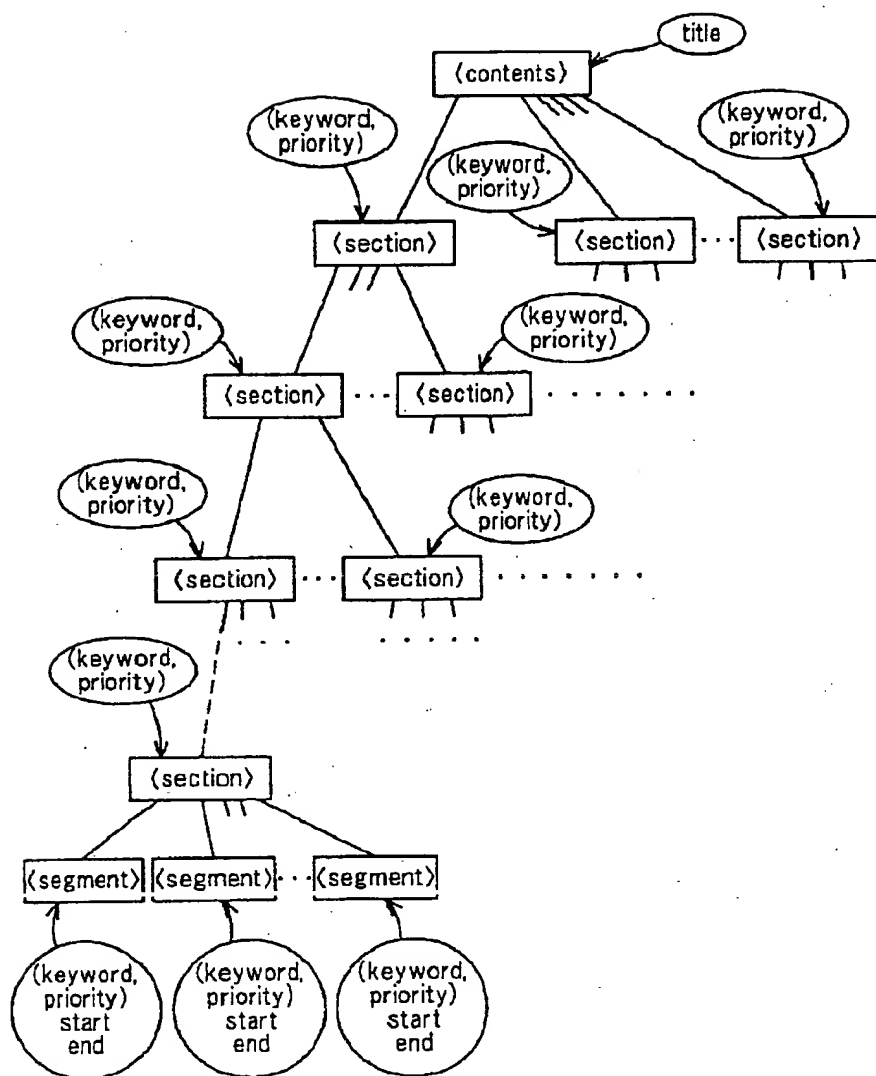 title
〈contents〉
(keyword,
priority)
(keyword,
priority)
(keyword,
priority)
〈section〉
〈section〉
〈section〉
(keyword,
priority)
(keyword,
priority)
〈section〉
〈section〉
(keyword,
priority)
(keyword,
priority)
〈section〉
〈section〉
(keyword,
priority)
〈section〉
〈segment〉
〈segment〉
〈segment〉
(keyword,
priority)
start
end
(keyword,
priority)
start
end
(keyword,
priority)
start
end